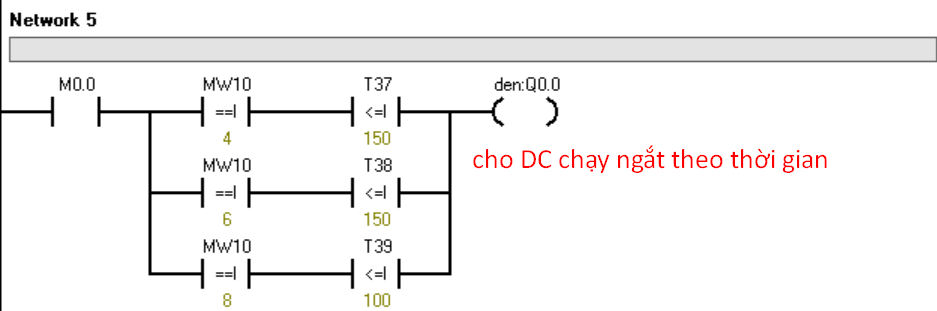 Network 5
M0.0 MW10 T37 den:Q0.0
==I <=I
4 150
cho DC chạy ngắt theo thời gian
MW10 T38
==I <=I
6 150
MW10 T39
==I <=I
8 100